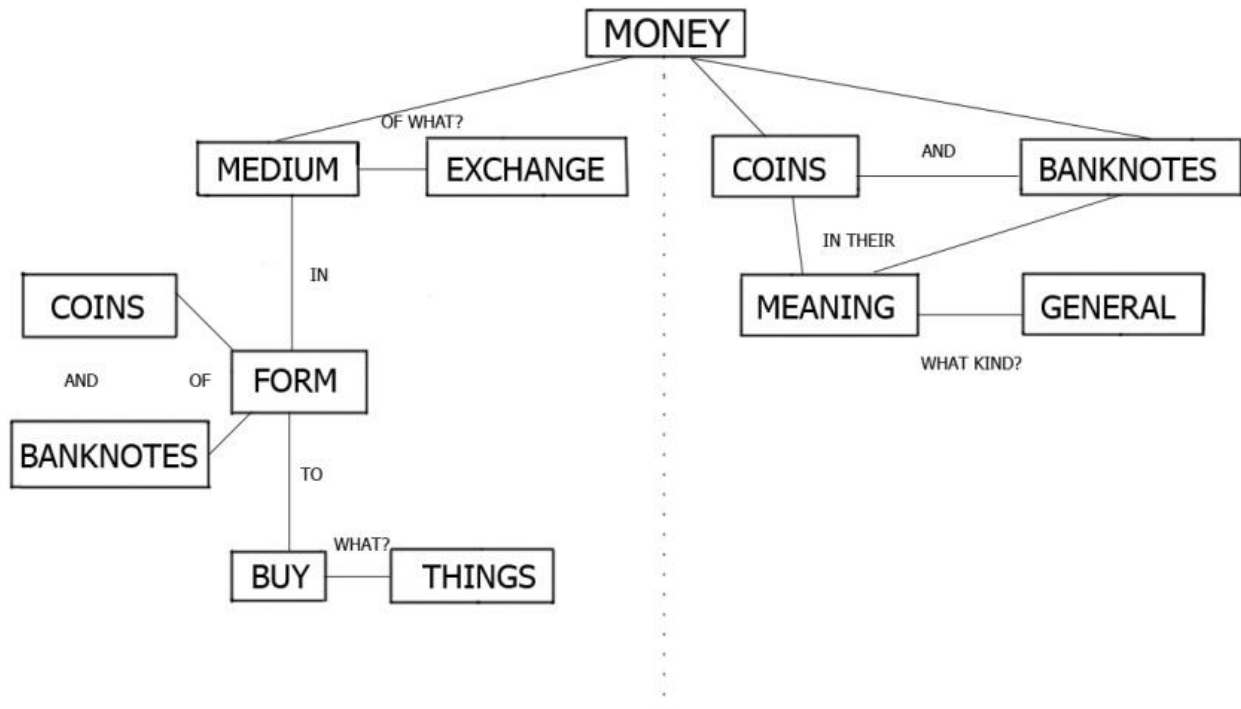 MONEY
OF WHAT?
MEDIUM
EXCHANGE
IN
COINS
AND
OF
FORM
BANKNOTES
TO
WHAT?
BUY
THINGS
COINS
AND
BANKNOTES
IN THEIR
MEANING
GENERAL
WHAT KIND?